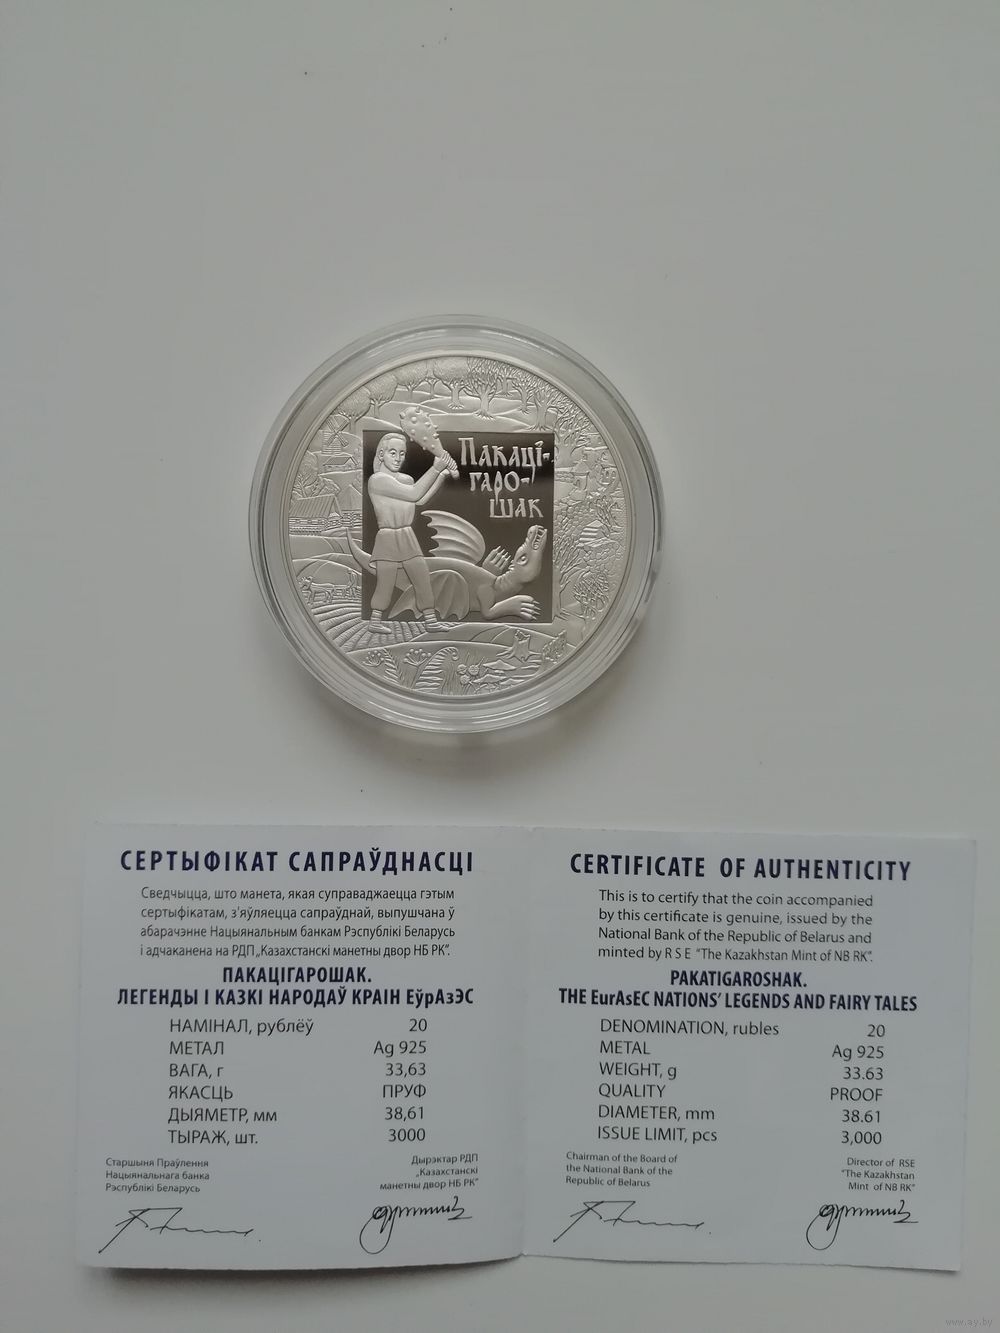 Пакаці-
гаро-
шак
СЕРТЫФІКАТ САПРАЎДНАСЦІ
Сведчыцца, што манета, якая суправаджаецца гэтым
сертыфікатам, з'яўляецца сапраўднай, выпушчана ў
абарачэнне Нацыянальным банкам Рэспублікі Беларусь
і адчаканена на РДП „Казахстанскі манетны двор НБ РК".
ПАКАЦІГАРОШАК.
ЛЕГЕНДЫ І КАЗКІ НАРОДАЎ КРАІН ЕўрАзЭС
НАМІНАЛ, рублёў 20
МЕТАЛ Ag 925
ВАГА, г 33,63
ЯКАСЦЬ ПРУФ
ДЫЯМЕТР, мм 38,61
ТЫРАЖ, шт. 3000
Старшыня Праўлення
Нацыянальнага банка
Рэспублікі Беларусь
Дырэктар РДП
„Казахстанскі
манетны двор НБ РК"
CERTIFICATE OF AUTHENTICITY
This is to certify that the coin accompanied
by this certificate is genuine, issued by the
National Bank of the Republic of Belarus and
minted by R S E "The Kazakhstan Mint of NB RK".
PAKATIGAROSHAK.
THE EurAsEC NATIONS' LEGENDS AND FAIRY TALES
DENOMINATION, rubles 20
METAL Ag 925
WEIGHT, g 33.63
QUALITY PROOF
DIAMETER, mm 38.61
ISSUE LIMIT, pcs 3,000
Chairman of the Board of
the National Bank of the
Republic of Belarus
Director of RSE
"The Kazakhstan
Mint of NB RK"
www.ay.by